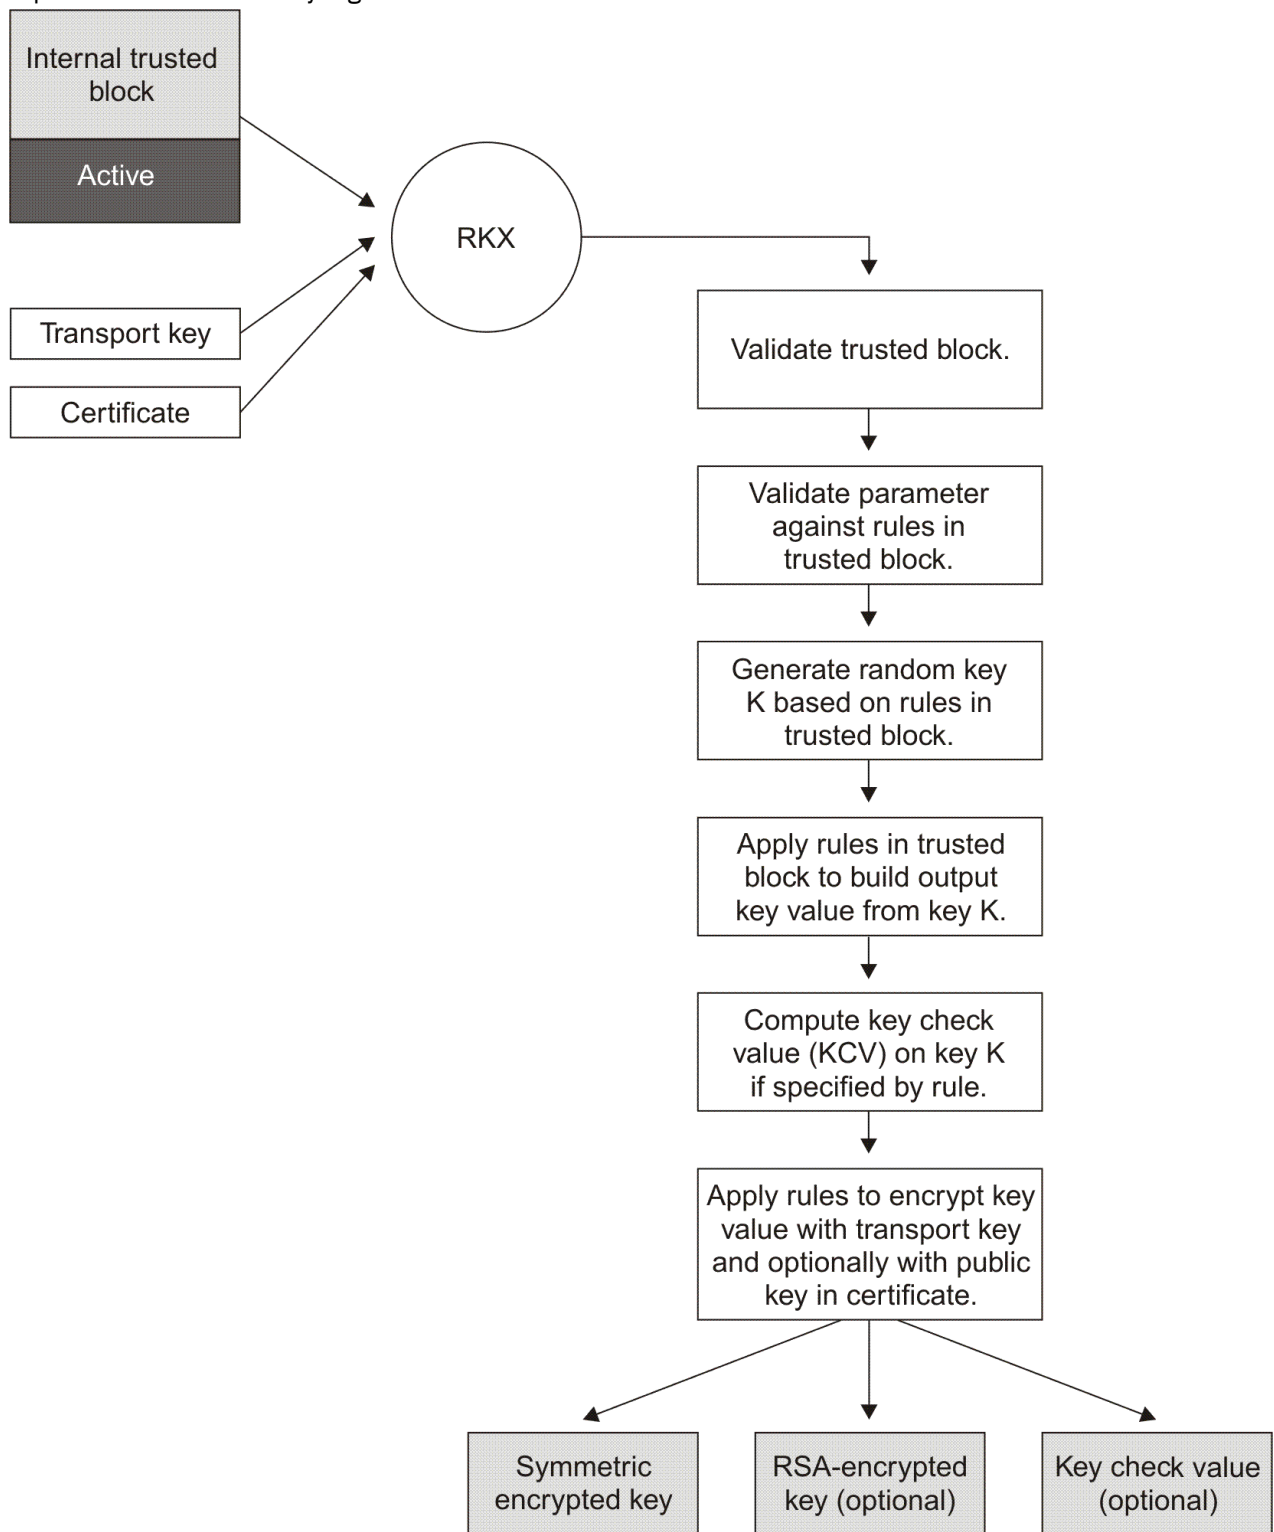 Internal trusted
block
Active
Transport key
Certificate
RKX
Validate trusted block.
Validate parameter
against rules in
trusted block.
Generate random key
K based on rules in
trusted block.
Apply rules in trusted
block to build output
key value from key K.
Compute key check
value (KCV) on key K
if specified by rule.
Apply rules to encrypt key
value with transport key
and optionally with public
key in certificate.
Symmetric
encrypted key
RSA-encrypted
key (optional)
Key check value
(optional)